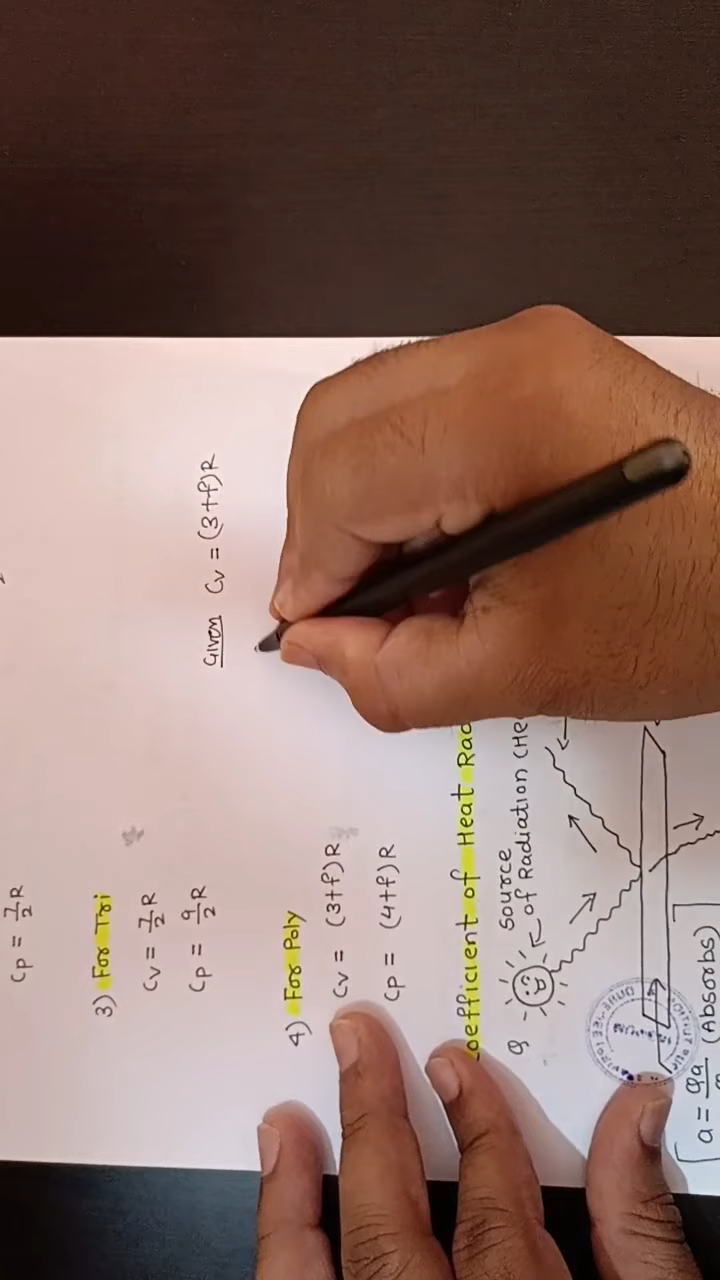 Cp = 7/2 R
3) For Tri
Cv = 7/2 R
Cp = 9/2 R
Given Cv = (3+f)R
4) For Poly
Cv = (3+f)R
Cp = (4+f)R
oefficient of Heat Rad
Q
Source
of Radiation (He
a = Qa (Absorbs)